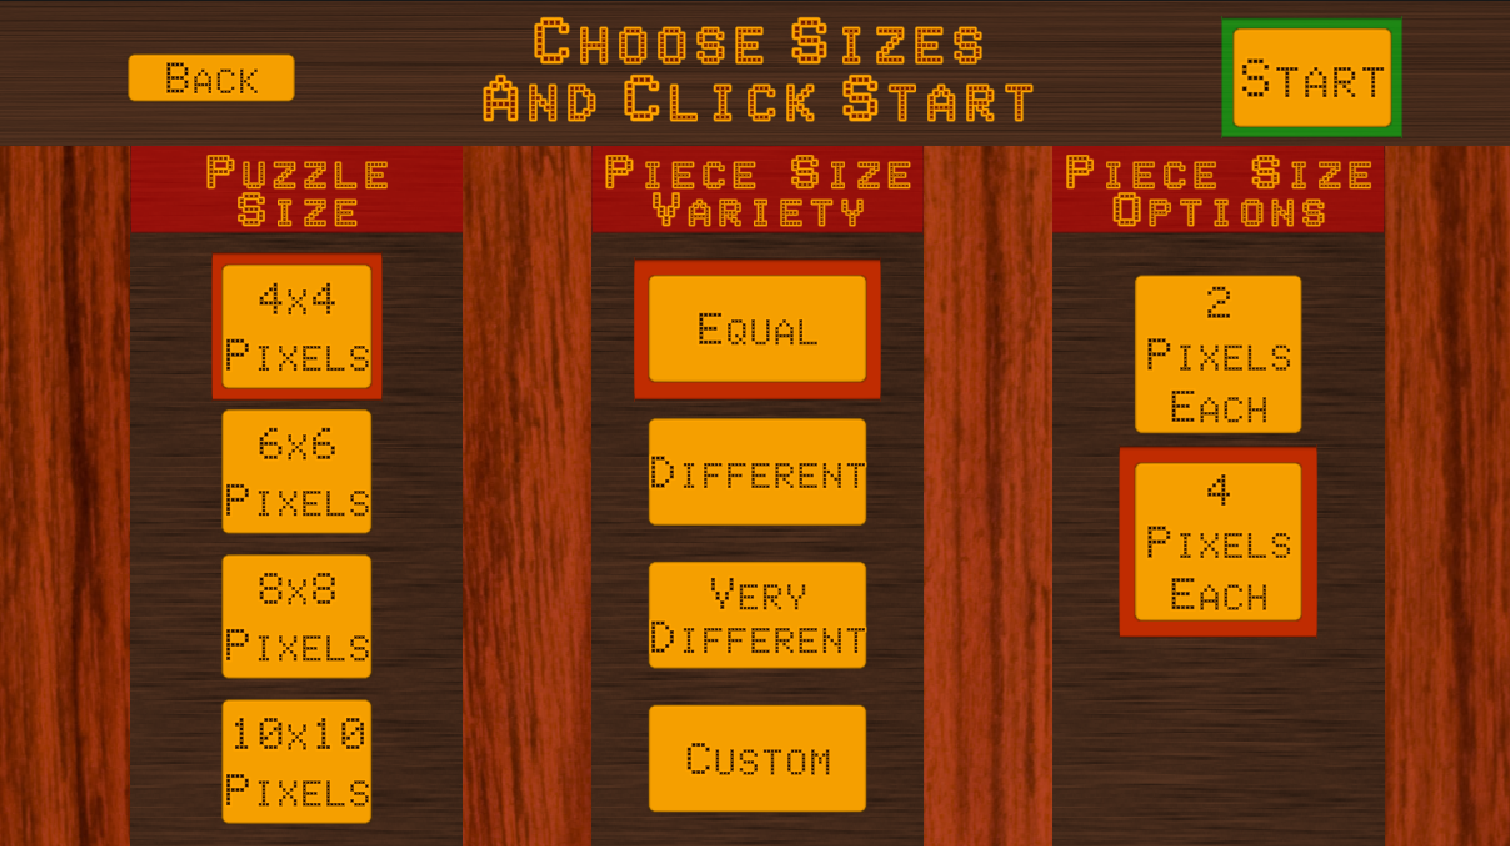 Choose Sizes
And Click Start
Back
Start
Puzzle
Size
4x4
Pixels
6x6
Pixels
8x8
Pixels
10x10
Pixels
Piece Size
Variety
Equal
Different
Very
Different
Custom
Piece Size
Options
2
Pixels
Each
4
Pixels
Each